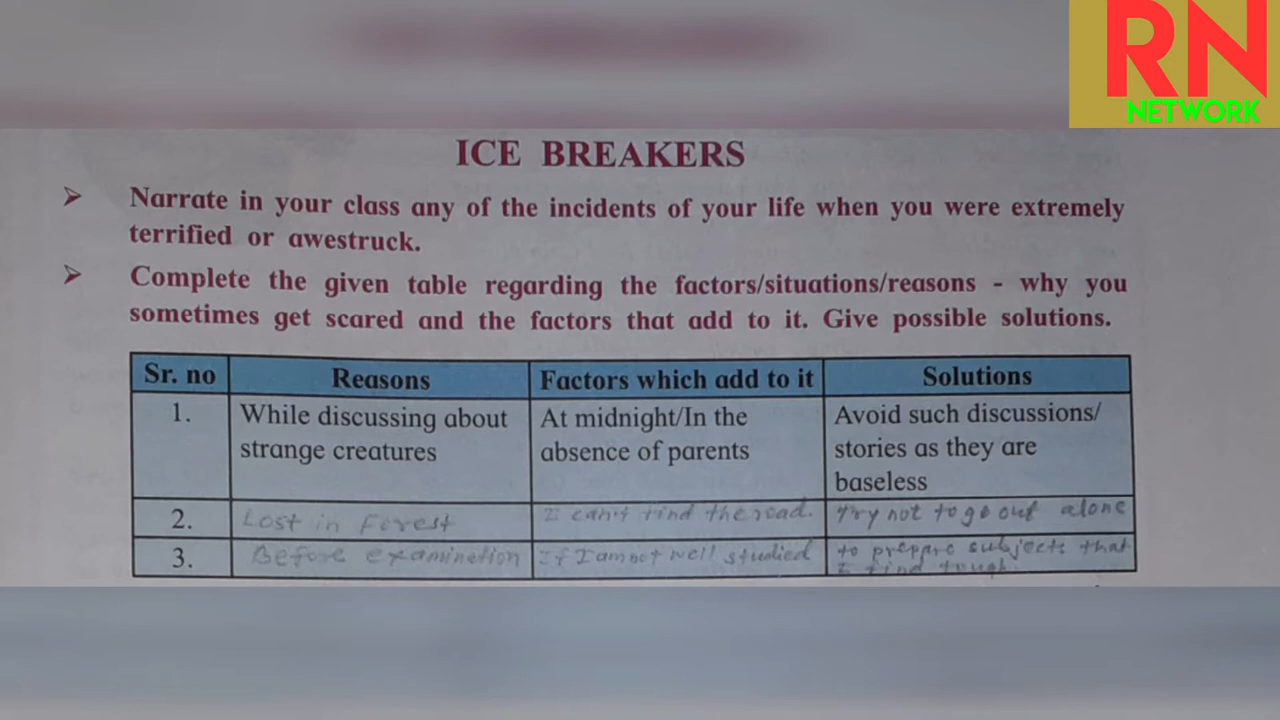 RN
NETWORK
ICE BREAKERS
➢ Narrate in your class any of the incidents of your life when you were extremely
terrified or awestruck.
➢ Complete the given table regarding the factors/situations/reasons - why you
sometimes get scared and the factors that add to it. Give possible solutions.
Sr. no Reasons Factors which add to it Solutions
1. While discussing about At midnight/In the Avoid such discussions/
strange creatures absence of parents stories as they are
baseless
2. Lost in Forest I can't find the road. try not to go out alone
3. Before examinetion If I am not well studied to prepare subjects that
I find tough.